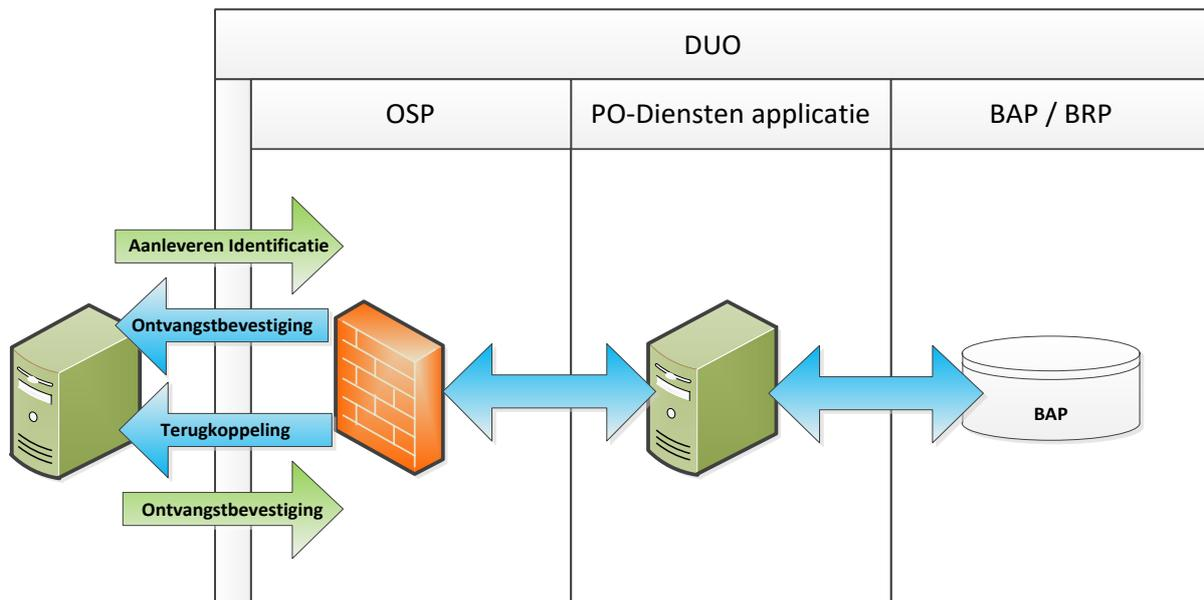 DUO
OSP
PO-Diensten applicatie
BAP / BRP
Aanleveren Identificatie
Ontvangstbevestiging
Terugkoppeling
Ontvangstbevestiging
BAP